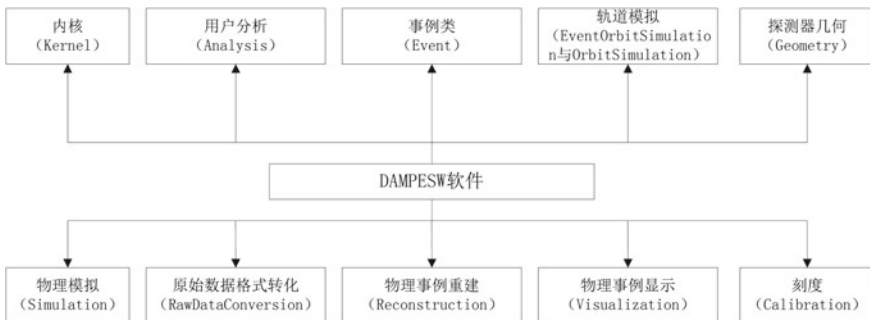 内核
（Kernel）
用户分析
（Analysis）
事例类
（Event）
轨道模拟
（EventOrbitSimulatio
n与OrbitSimulation）
探测器几何
（Geometry）
DAMPESW软件
物理模拟
（Simulation）
原始数据格式转化
（RawDataConversion）
物理事例重建
（Reconstruction）
物理事例显示
（Visualization）
刻度
（Calibration）